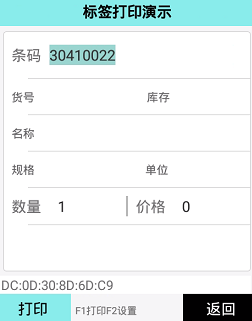 标签打印演示
条码 30410022
货号 库存
名称
规格 单位
数量 1 价格 0
DC:0D:30:8D:6D:C9
打印 F1打印F2设置 返回